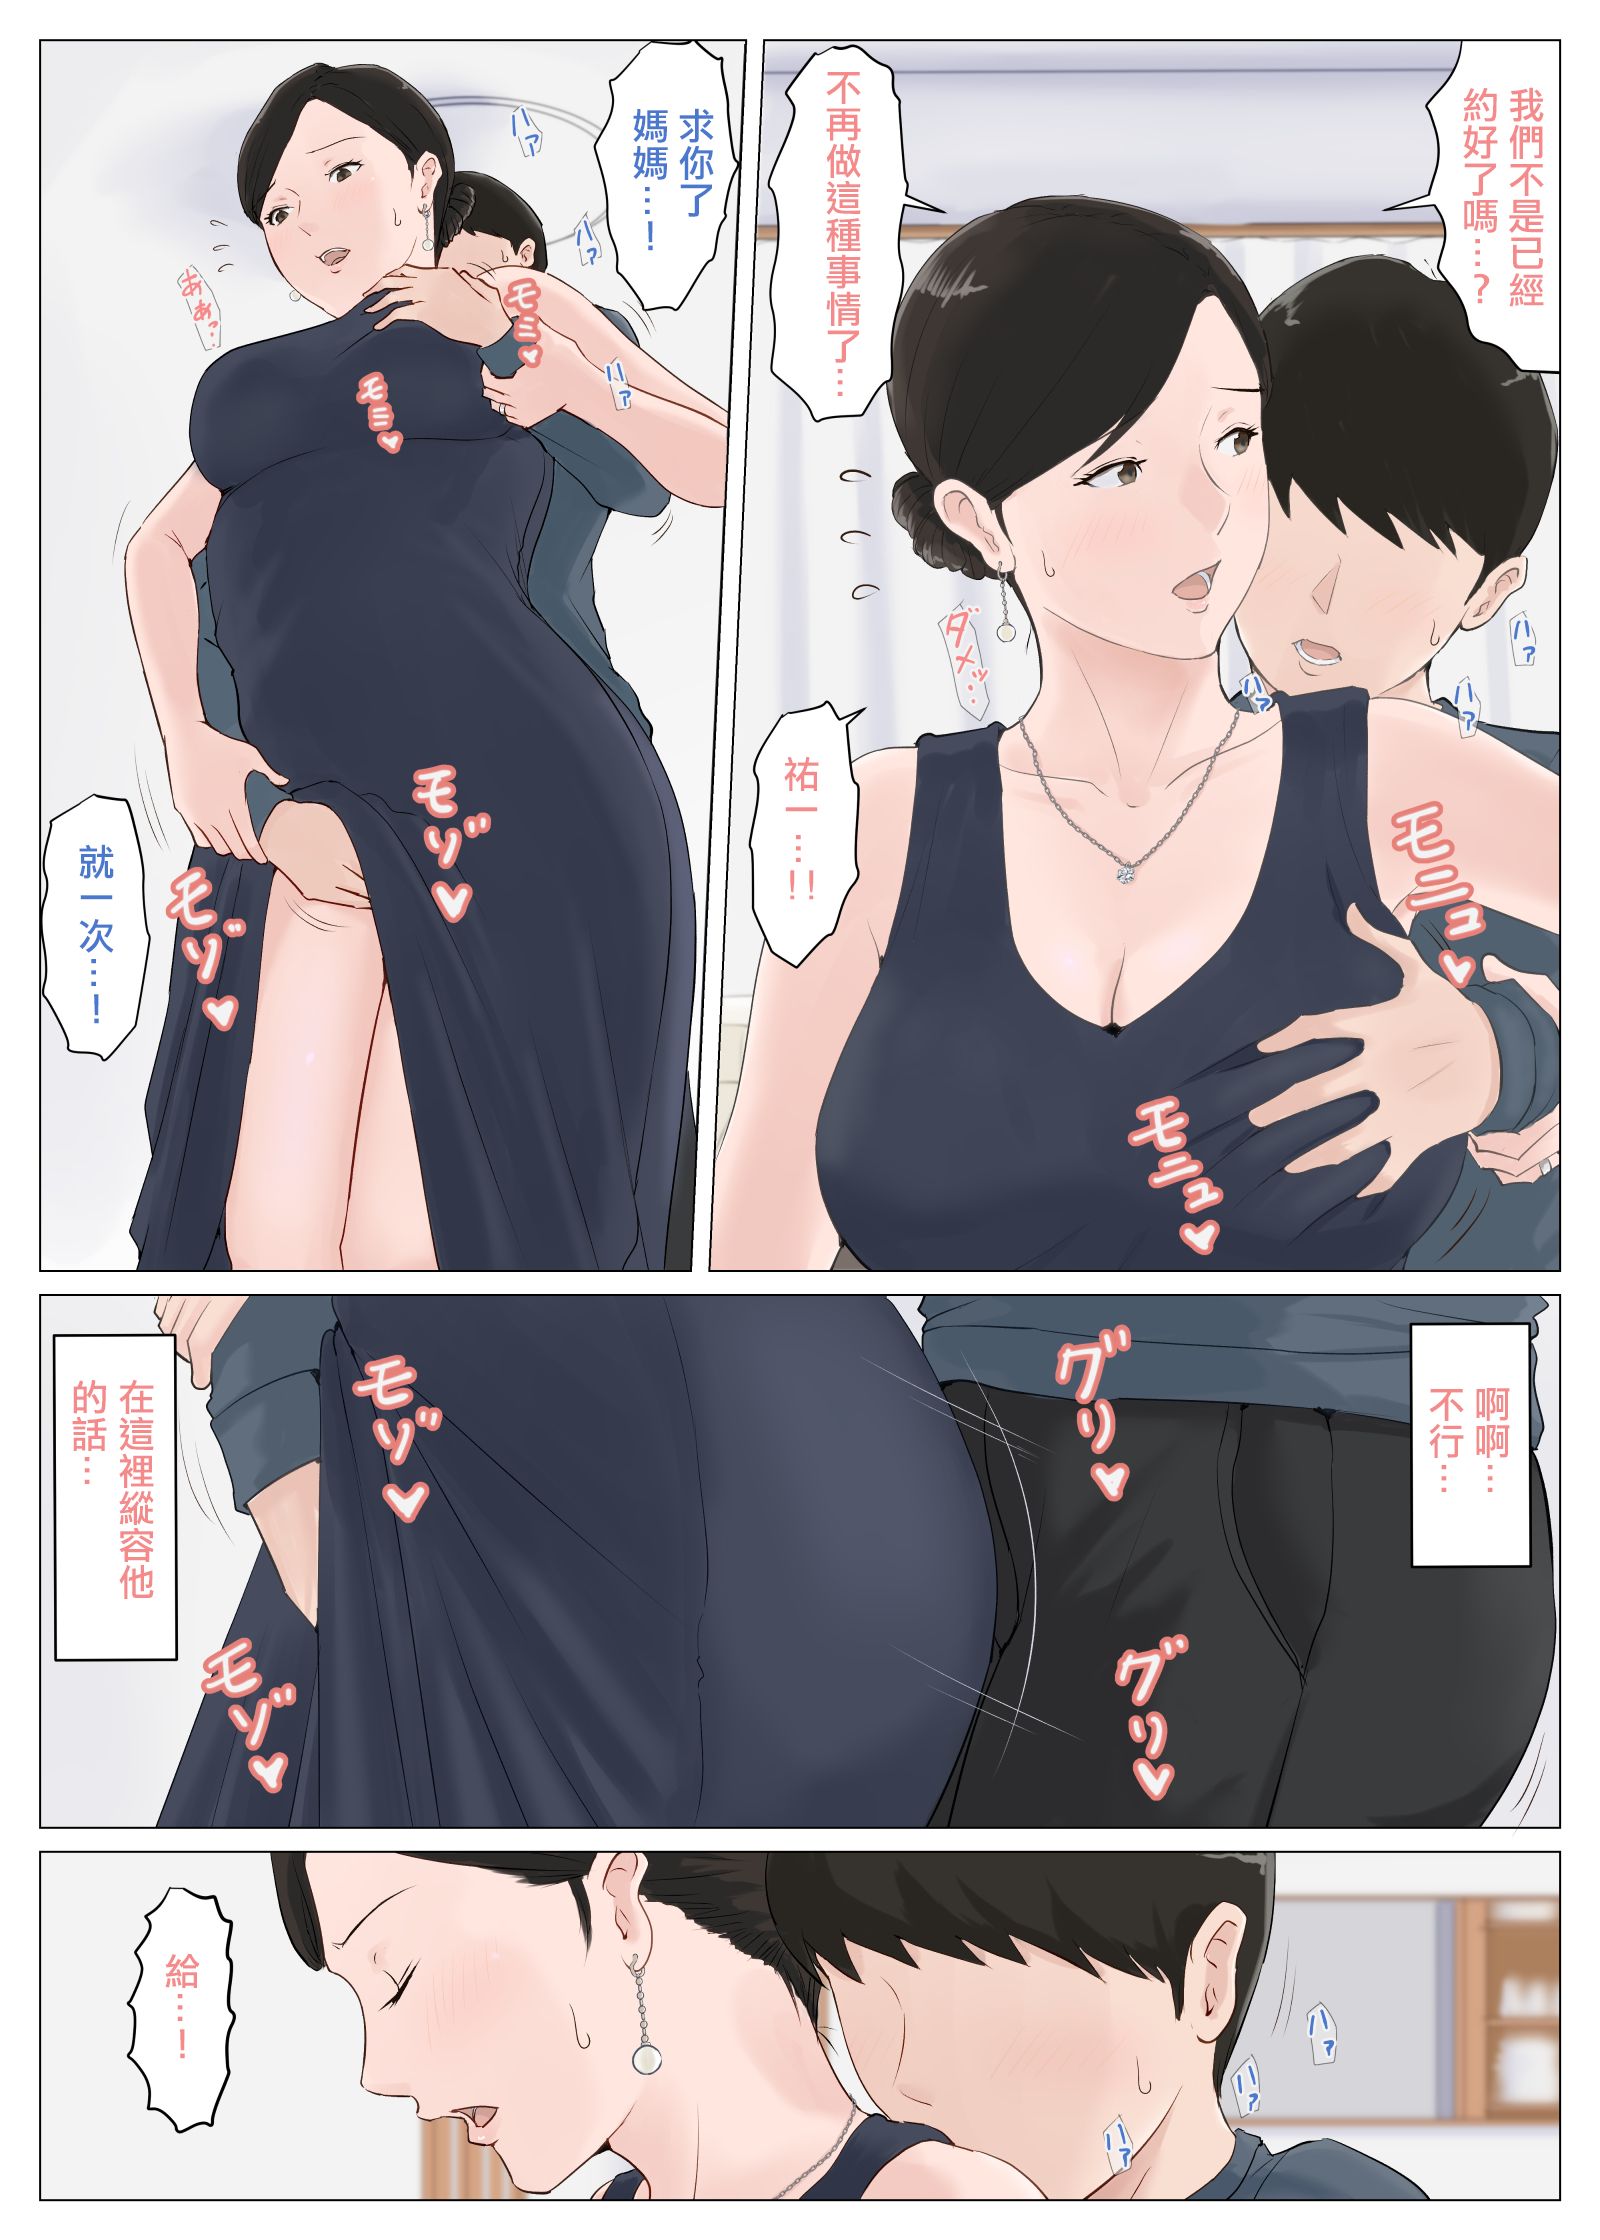 我們不是已經
約好了嗎…?
不再做這種事情了…
ダメッ…
祐一…!!
ハァ
ハァ
ハァ
モニュ♥
モニュ♥
求你了
媽媽…!
ハァ
ハァ
ハァ
ああっ…
モミ♥
モミ♥
モゾ♥
モゾ♥
就一次…!
啊啊…
不行…
グリ♥
グリ♥
モゾ♥
モゾ♥
在這裡縱容他
的話…
ハァ
ハァ
ハァ
給…!